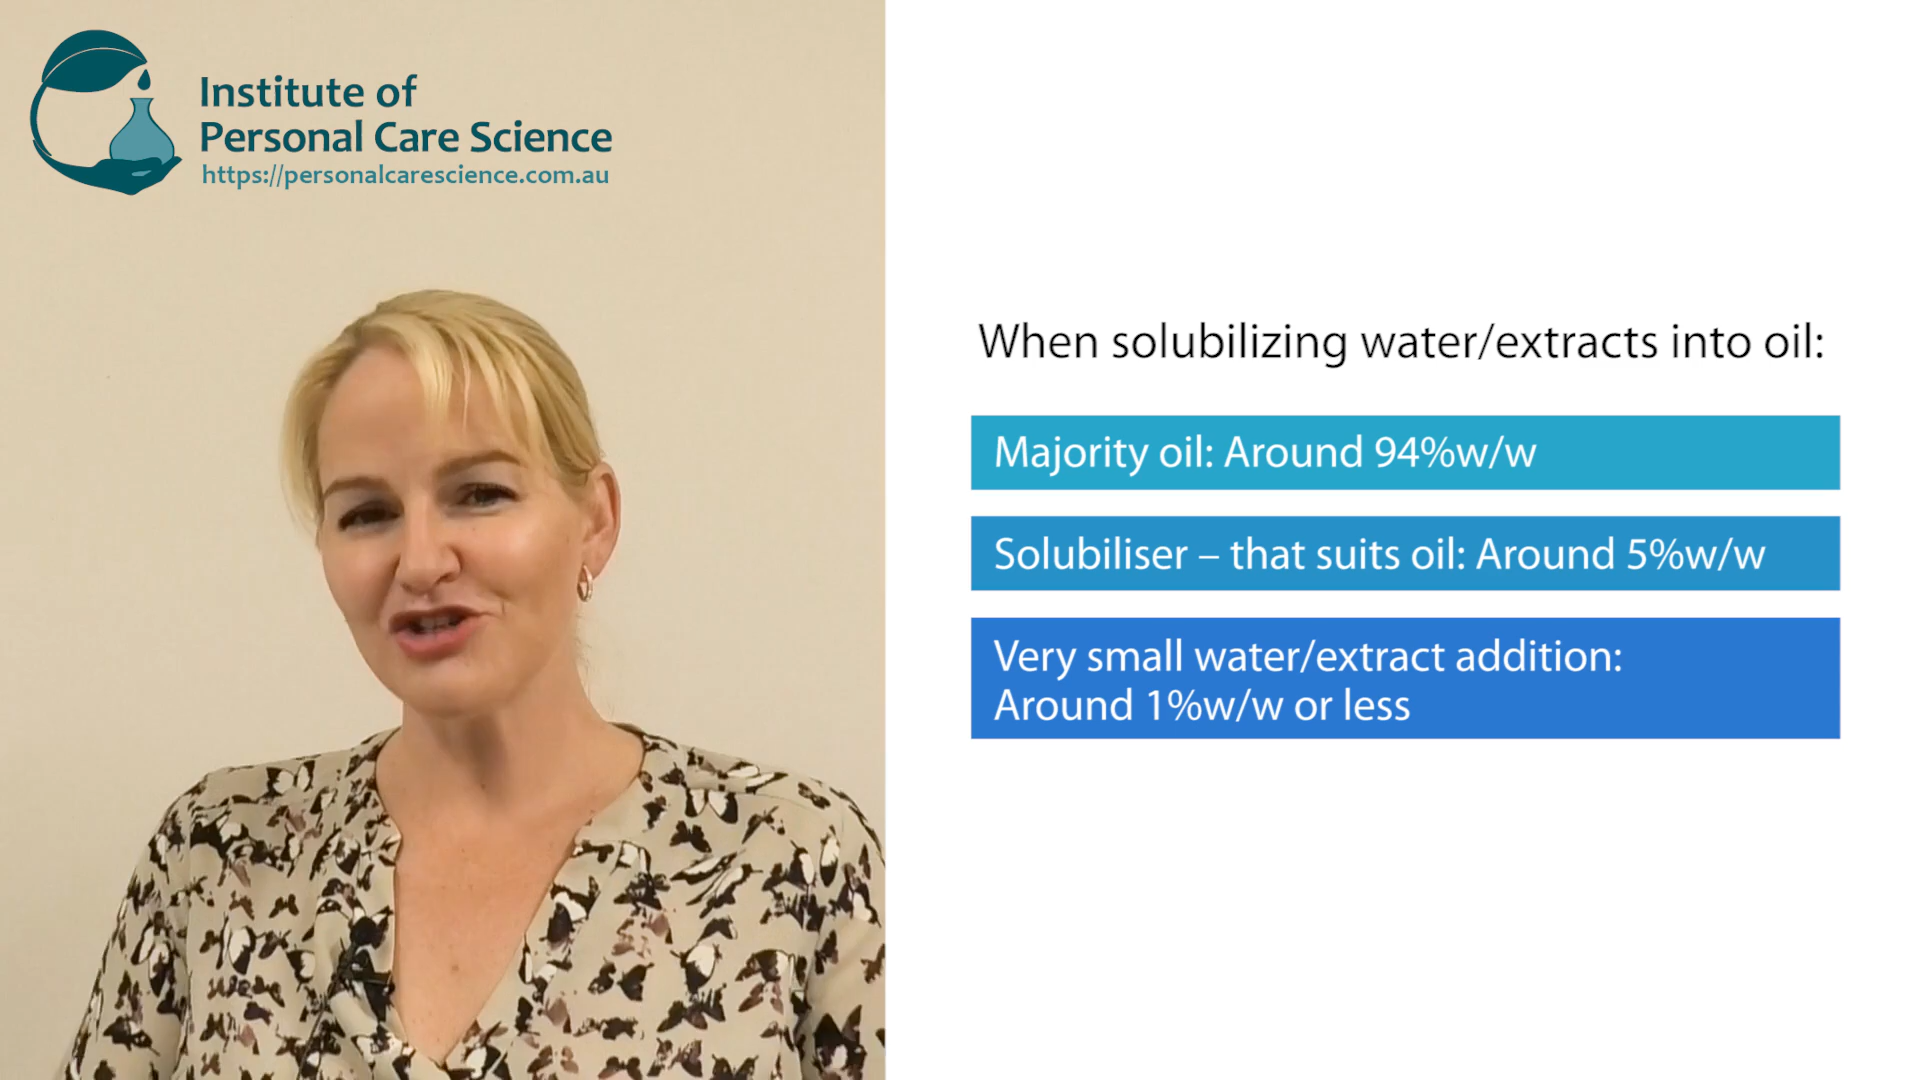 Institute of
Personal Care Science
https://personalcarescience.com.au
When solubilizing water/extracts into oil:
Majority oil: Around 94%w/w
Solubiliser – that suits oil: Around 5%w/w
Very small water/extract addition:
Around 1%w/w or less